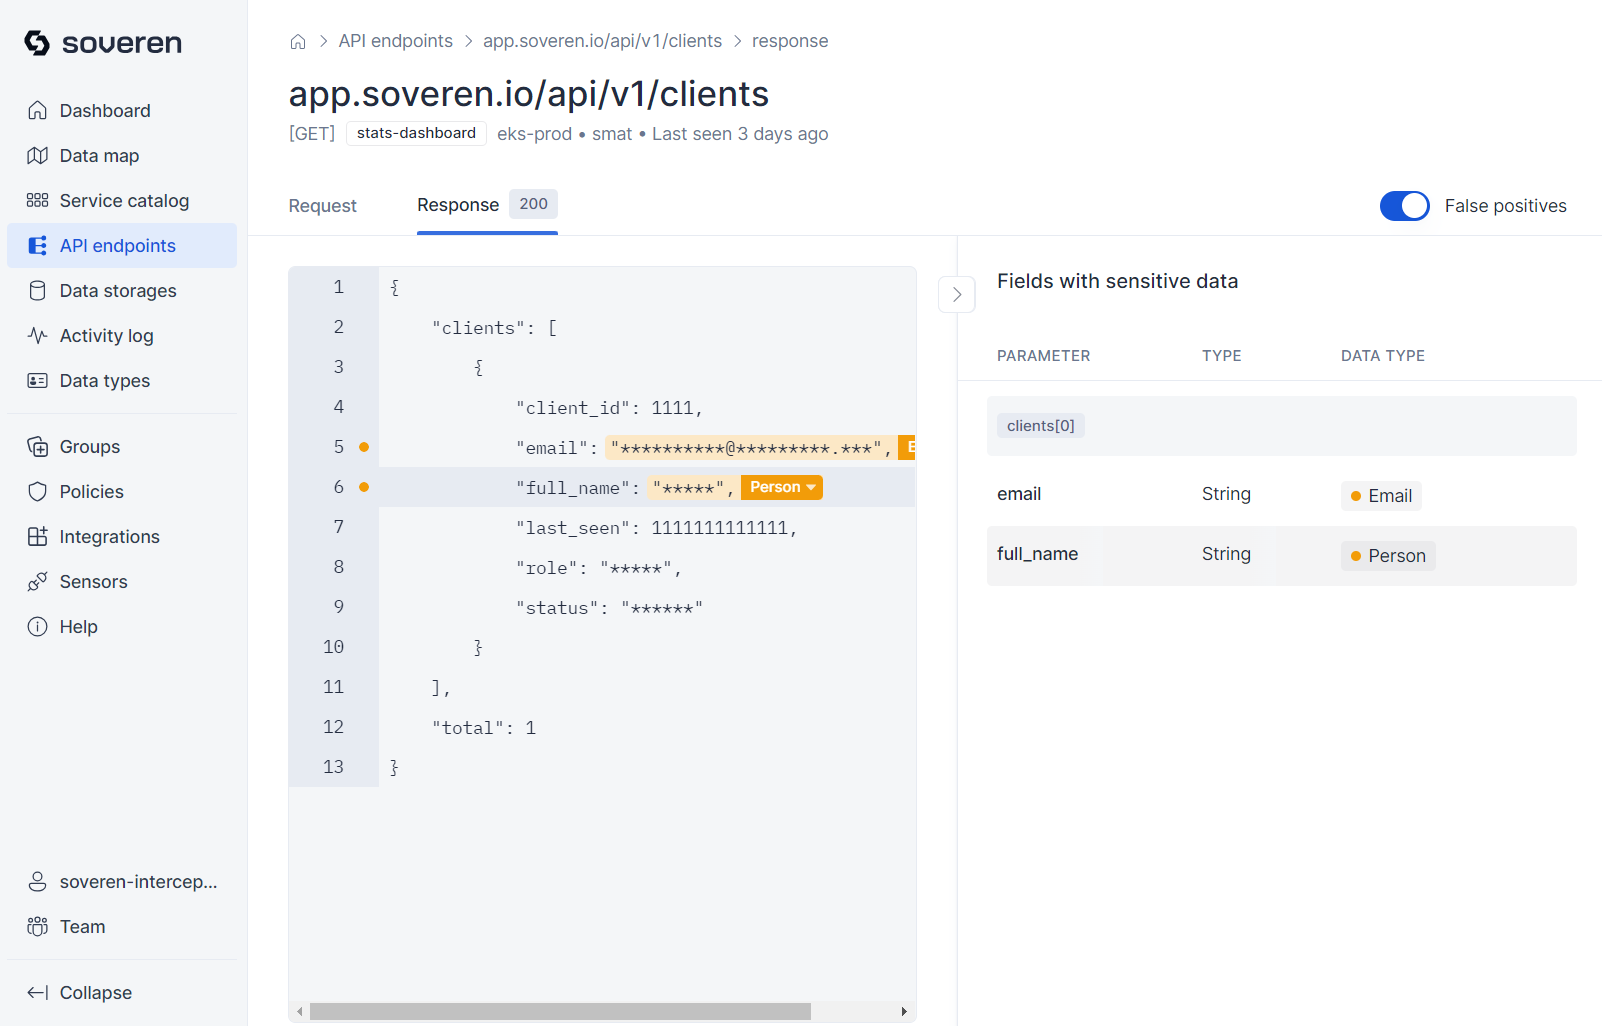 soveren
Dashboard
Data map
Service catalog
API endpoints
Data storages
Activity log
Data types
Groups
Policies
Integrations
Sensors
Help
soveren-intercep...
Team
Collapse
API endpoints > app.soveren.io/api/v1/clients > response
app.soveren.io/api/v1/clients
[GET] stats-dashboard eks-prod • smat • Last seen 3 days ago
Request Response 200 False positives
1 {
2 "clients": [
3 {
4 "client_id": 1111,
5 "email": "**********@*********.***", E
6 "full_name": "*****", Person
7 "last_seen": 1111111111111,
8 "role": "*****",
9 "status": "******"
10 }
11 ],
12 "total": 1
13 }
Fields with sensitive data
PARAMETER TYPE DATA TYPE
clients[0]
email String Email
full_name String Person